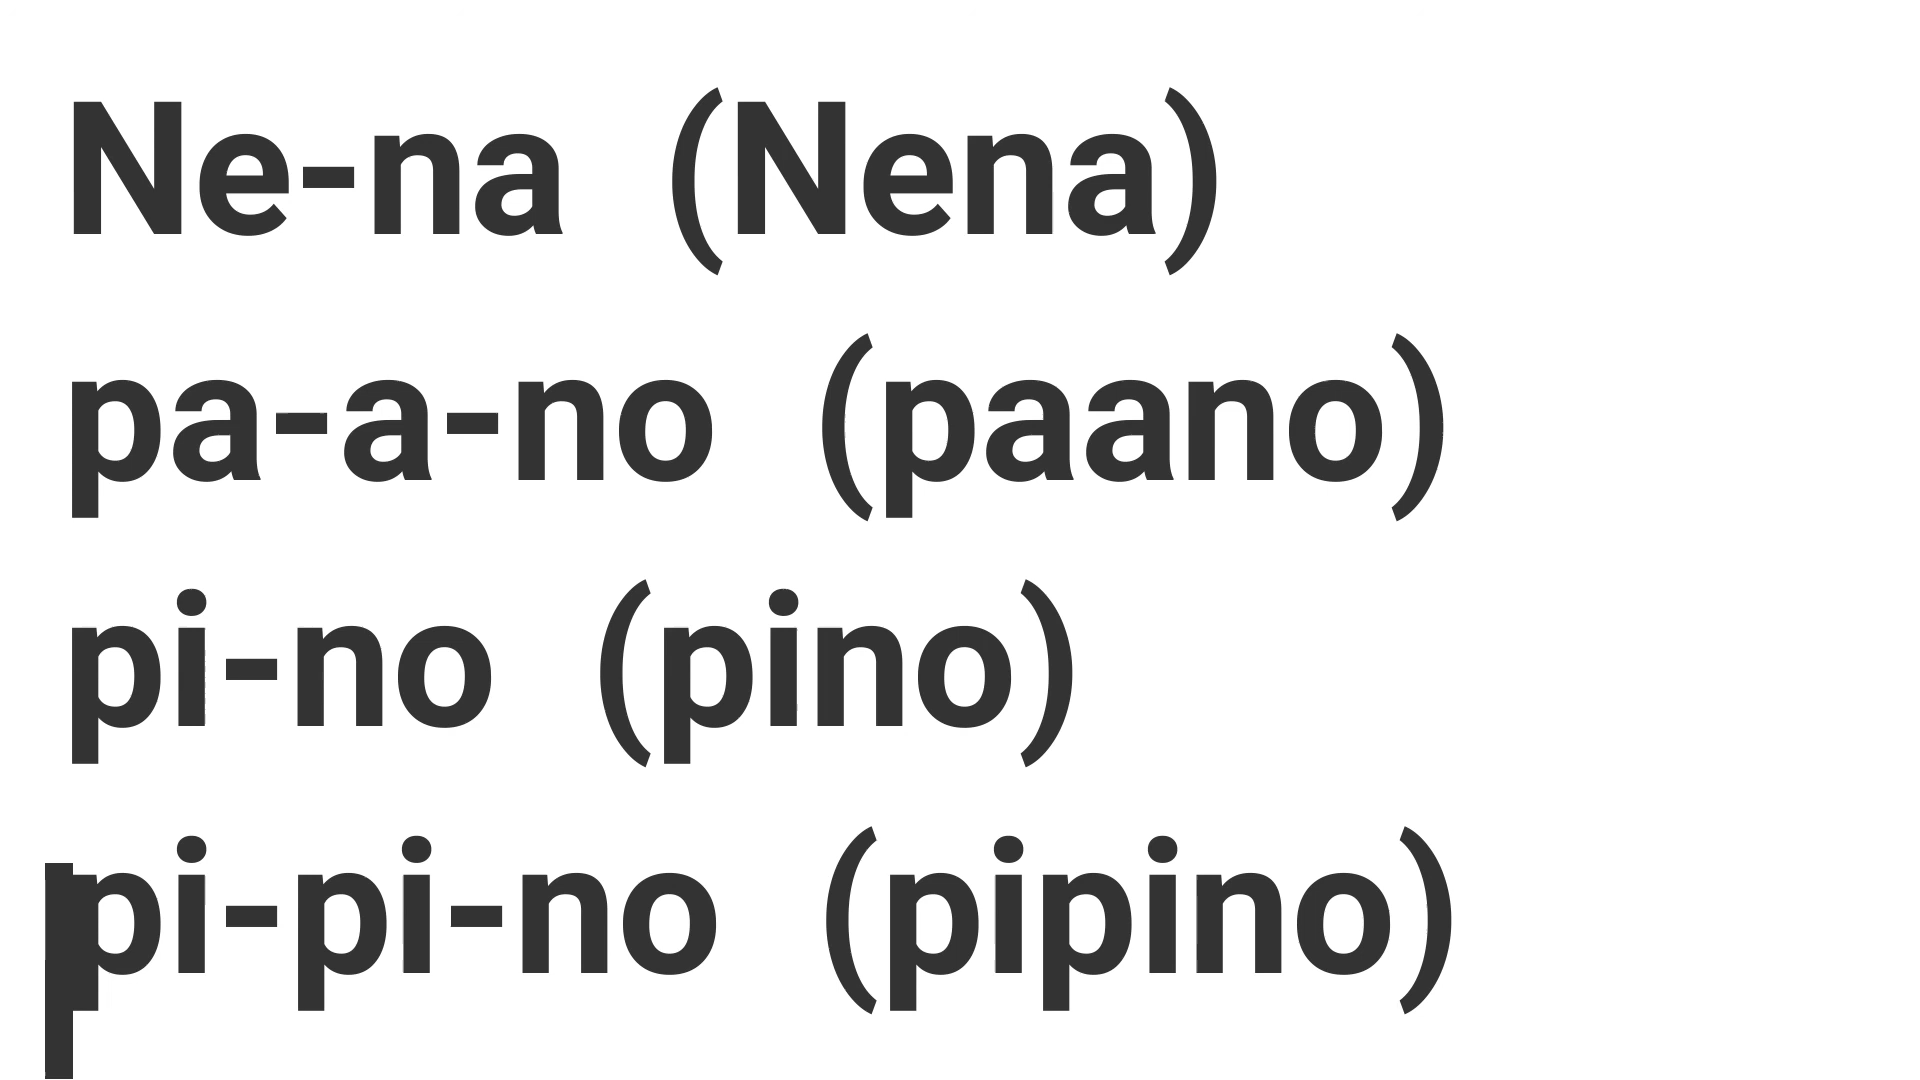 Ne-na (Nena)
pa-a-no (paano)
pi-no (pino)
pi-pi-no (pipino)